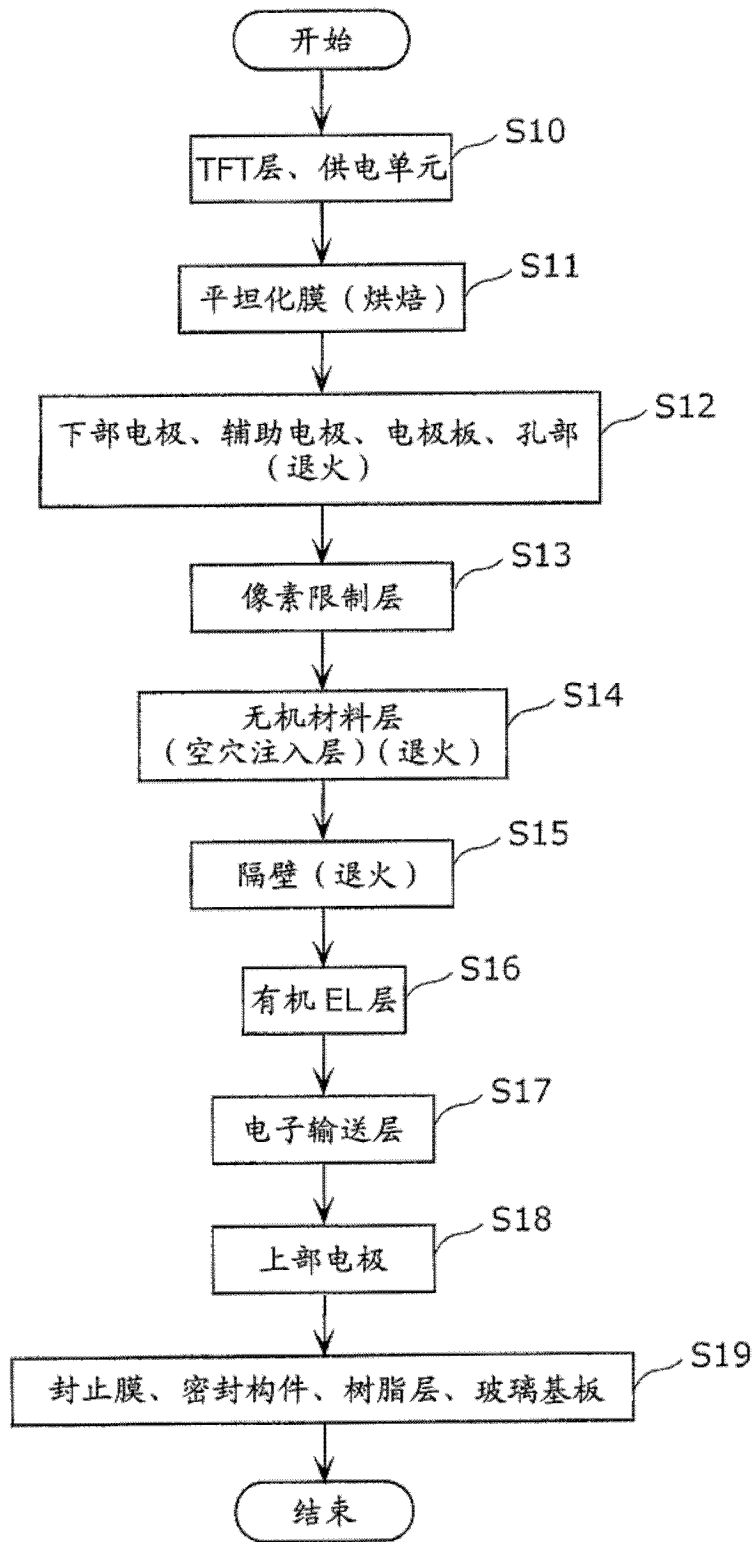 开始
S10
TFT层、供电单元
S11
平坦化膜（烘焙）
S12
下部电极、辅助电极、电极板、孔部
（退火）
S13
像素限制层
S14
无机材料层
（空穴注入层）（退火）
S15
隔壁（退火）
S16
有机EL层
S17
电子输送层
S18
上部电极
S19
封止膜、密封构件、树脂层、玻璃基板
结束